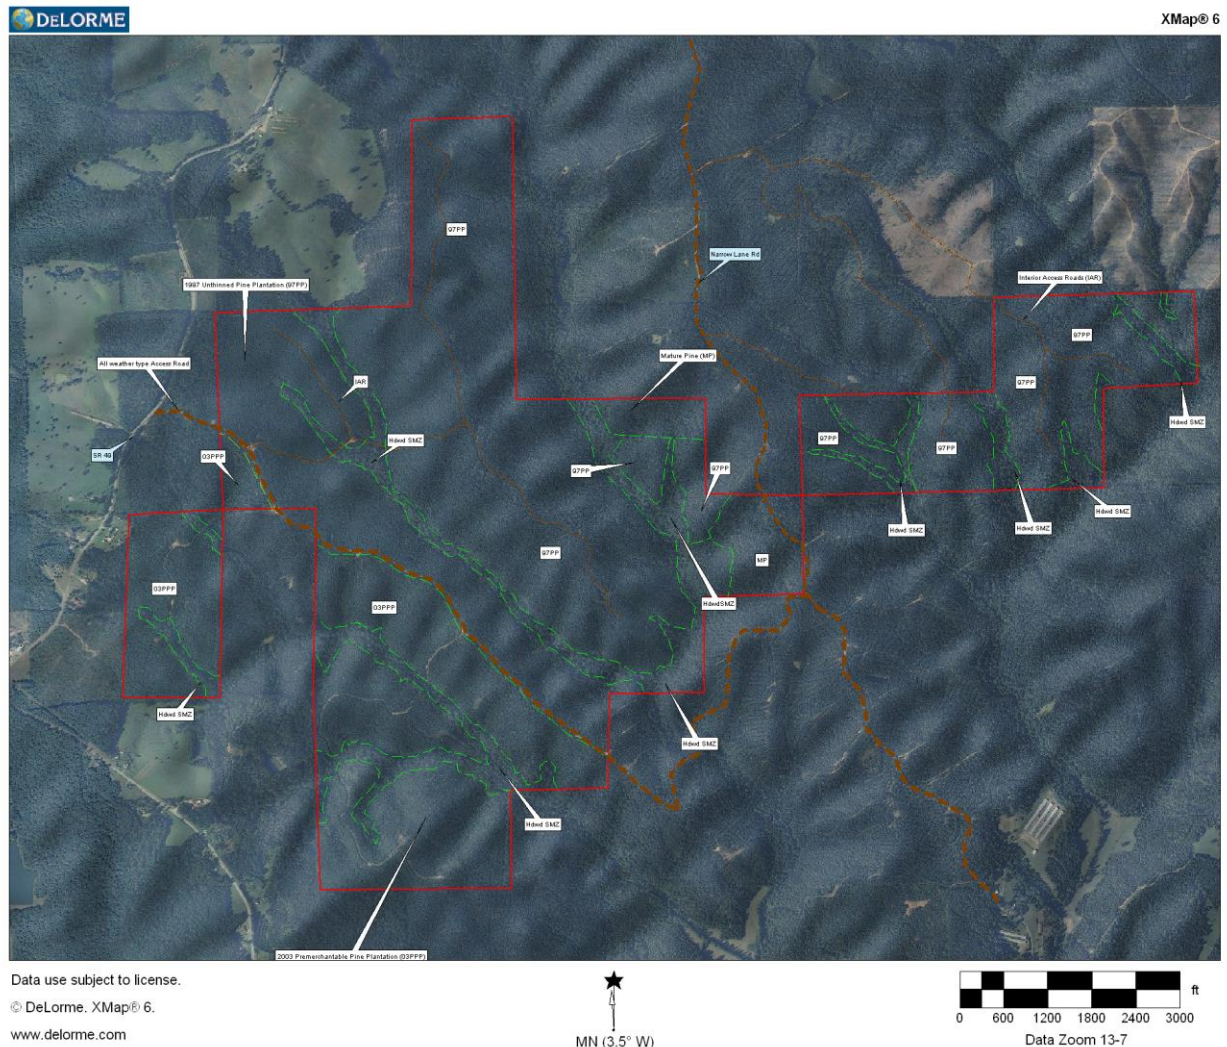 DELORME
XMap® 6
97PP
Narrow Lane Rd
1997 Unthinned Pine Plantation (97PP)
Interior Access Roads (IAR)
97PP
Mature Pine (MP)
All weather type Access Road
IAR
97PP
Hdwd SMZ
Hdwd SMZ
97PP
97PP
SR 49
03PPP
97PP
97PP
Hdwd SMZ
Hdwd SMZ
Hdwd SMZ
97PP
MP
03PPP
03PPP
HdwdSMZ
Hdwd SMZ
Hdwd SMZ
Hdwd SMZ
2003 Premerchantable Pine Plantation (03PPP)
Data use subject to license.
© DeLorme. XMap® 6.
www.delorme.com
MN (3.5° W)
ft
0 600 1200 1800 2400 3000
Data Zoom 13-7